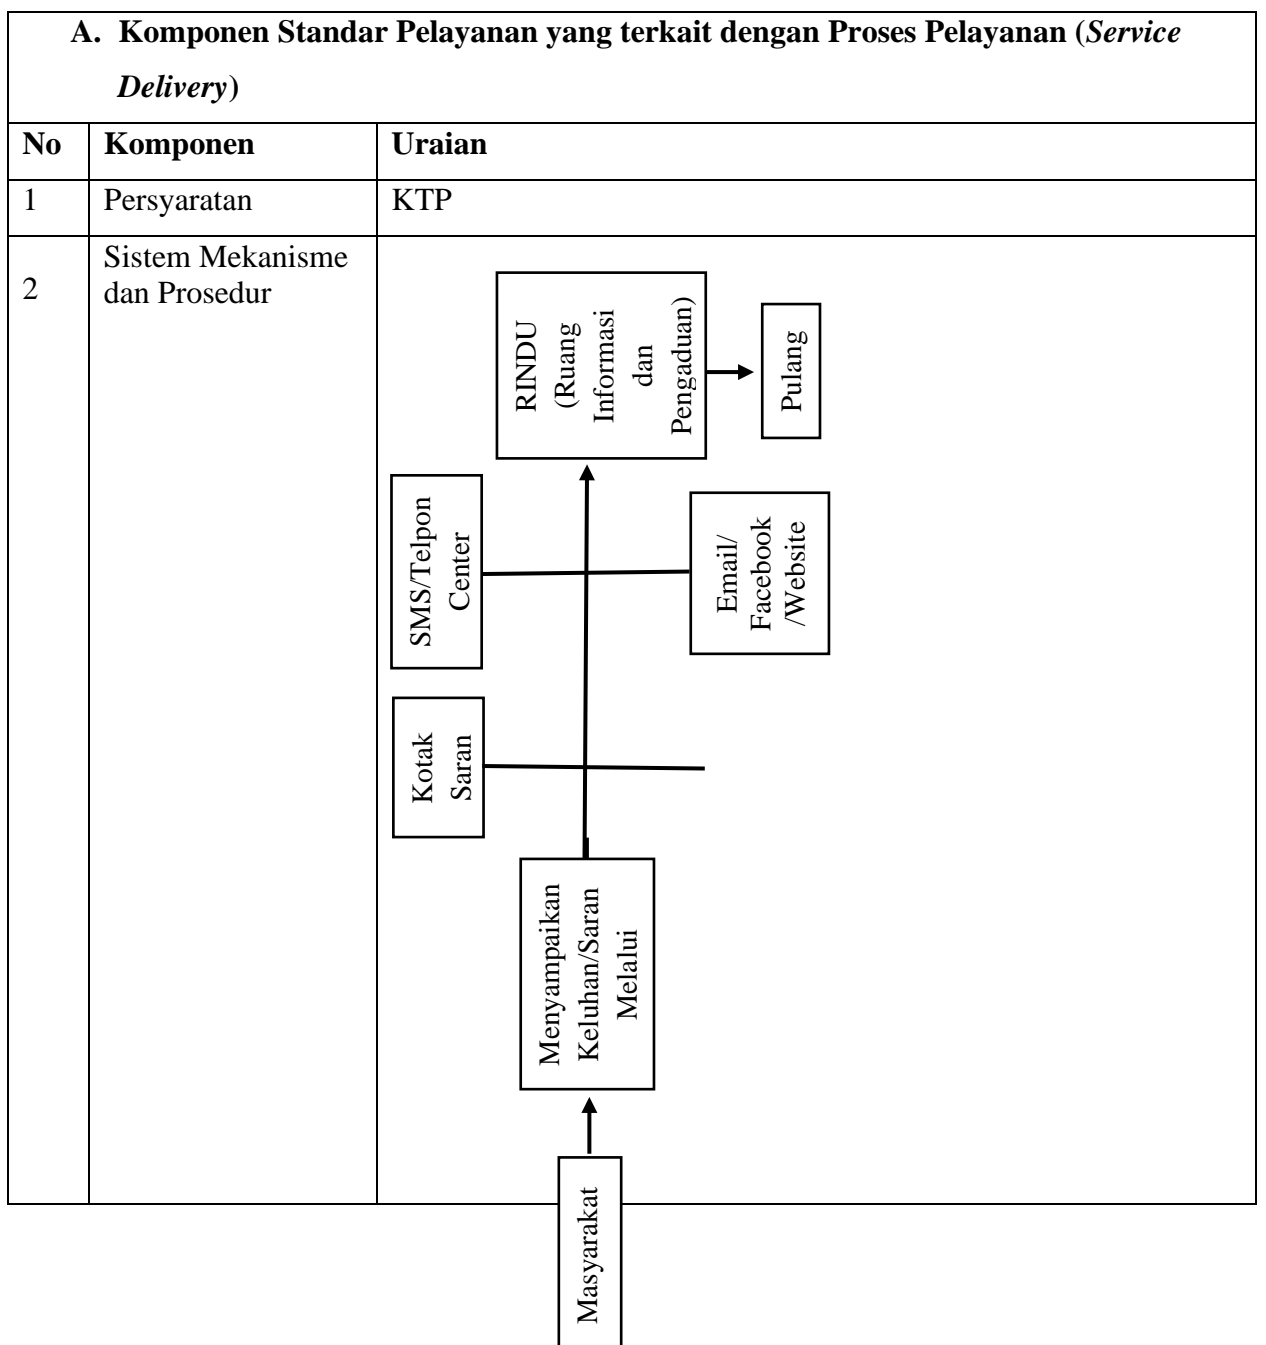 A. Komponen Standar Pelayanan yang terkait dengan Proses Pelayanan (Service
Delivery)
No Komponen Uraian
1 Persyaratan KTP
2 Sistem Mekanisme
dan Prosedur
RINDU
(Ruang
Informasi
dan
Pengaduan)
Pulang
SMS/Telpon
Center
Email/
Facebook
/Website
Kotak
Saran
Menyampaikan
Keluhan/Saran
Melalui
Masyarakat